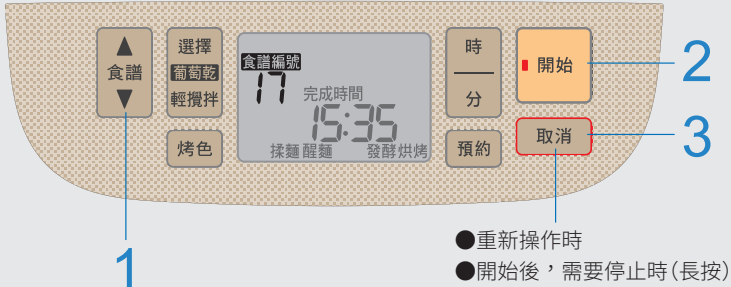 ▲
食譜
▼
選擇
葡萄乾
輕攪拌
烤色
食譜編號
17
完成時間
15:35
揉麵 醒麵 發酵 烘烤
時
分
預約
開始
取消
1
2
3
●重新操作時
●開始後，需要停止時(長按)